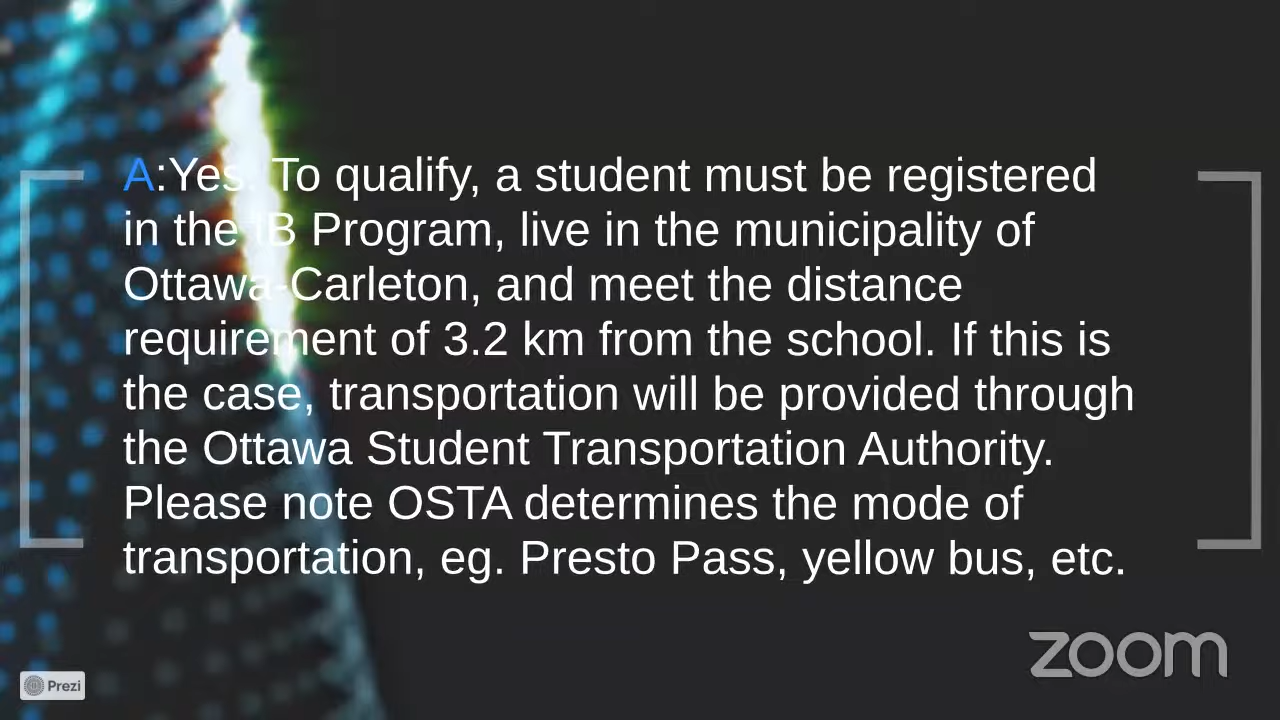 A:Yes. To qualify, a student must be registered
in the IB Program, live in the municipality of
Ottawa-Carleton, and meet the distance
requirement of 3.2 km from the school. If this is
the case, transportation will be provided through
the Ottawa Student Transportation Authority.
Please note OSTA determines the mode of
transportation, eg. Presto Pass, yellow bus, etc.
zoom
Prezi